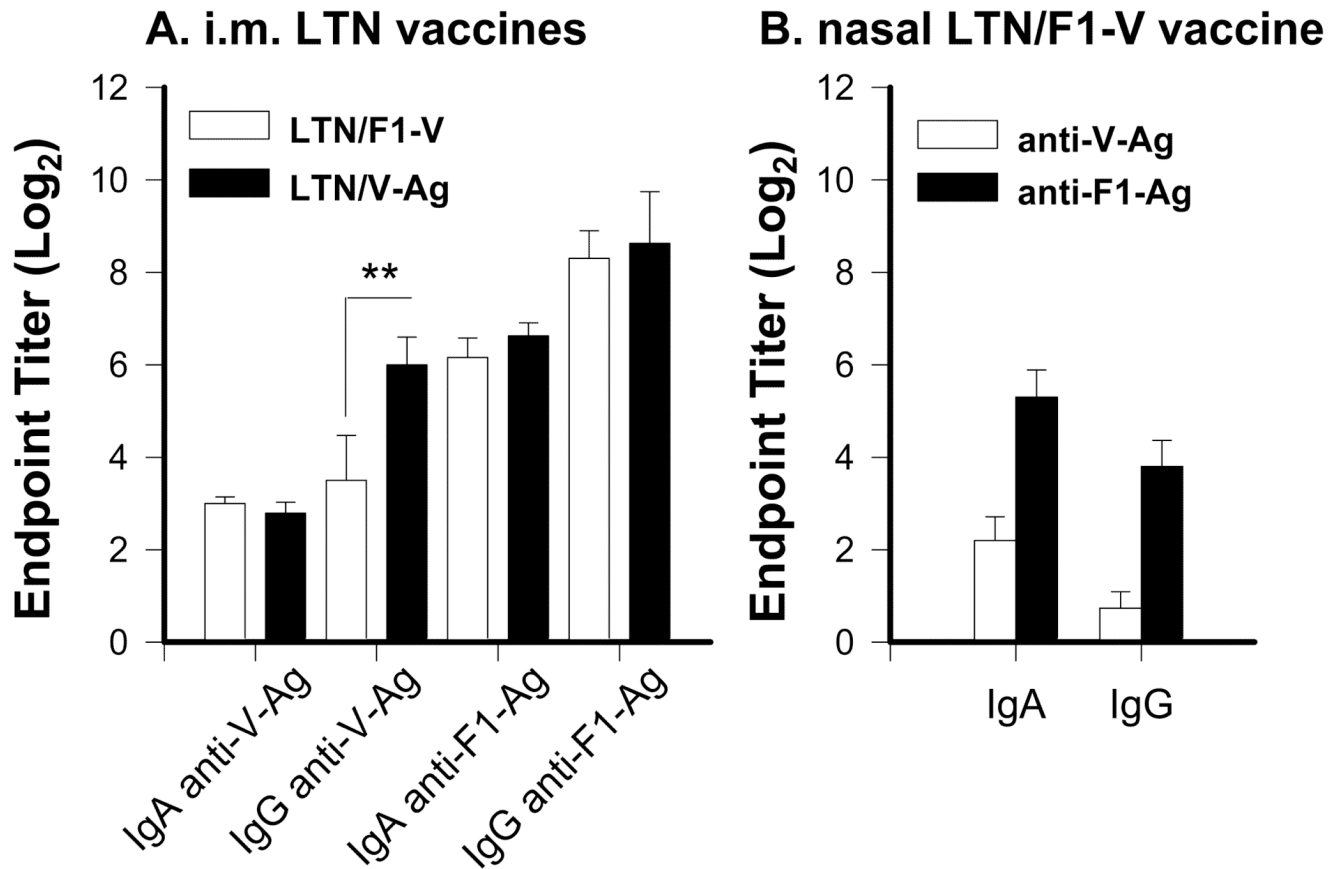 A. i.m. LTN vaccines
Endpoint Titer (Log₂)
12
10
8
6
4
2
0
LTN/F1-V
LTN/V-Ag
**
IgA anti-V-Ag
IgG anti-V-Ag
IgA anti-F1-Ag
IgG anti-F1-Ag
B. nasal LTN/F1-V vaccine
Endpoint Titer (Log₂)
12
10
8
6
4
2
0
anti-V-Ag
anti-F1-Ag
IgA
IgG